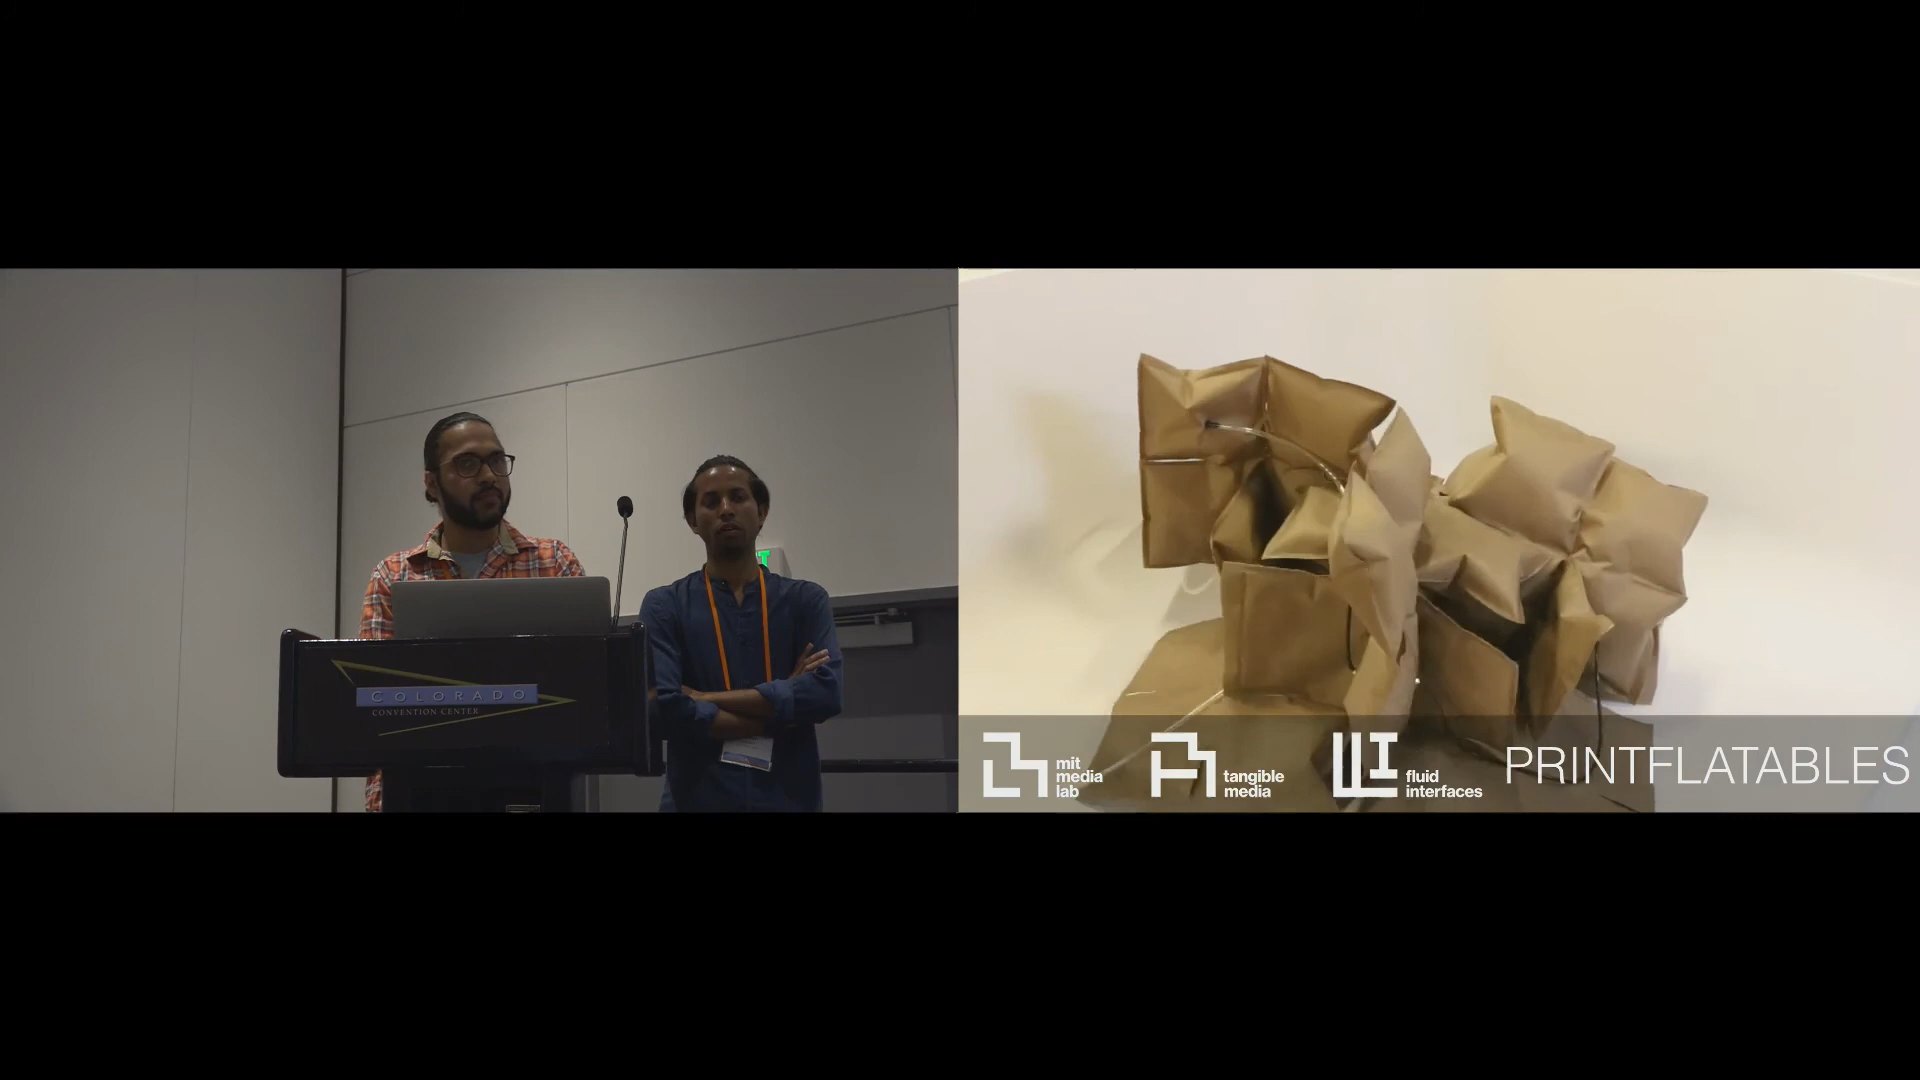 COLORADO
CONVENTION CENTER
mit
media
lab
tangible
media
fluid
interfaces
PRINTFLATABLES